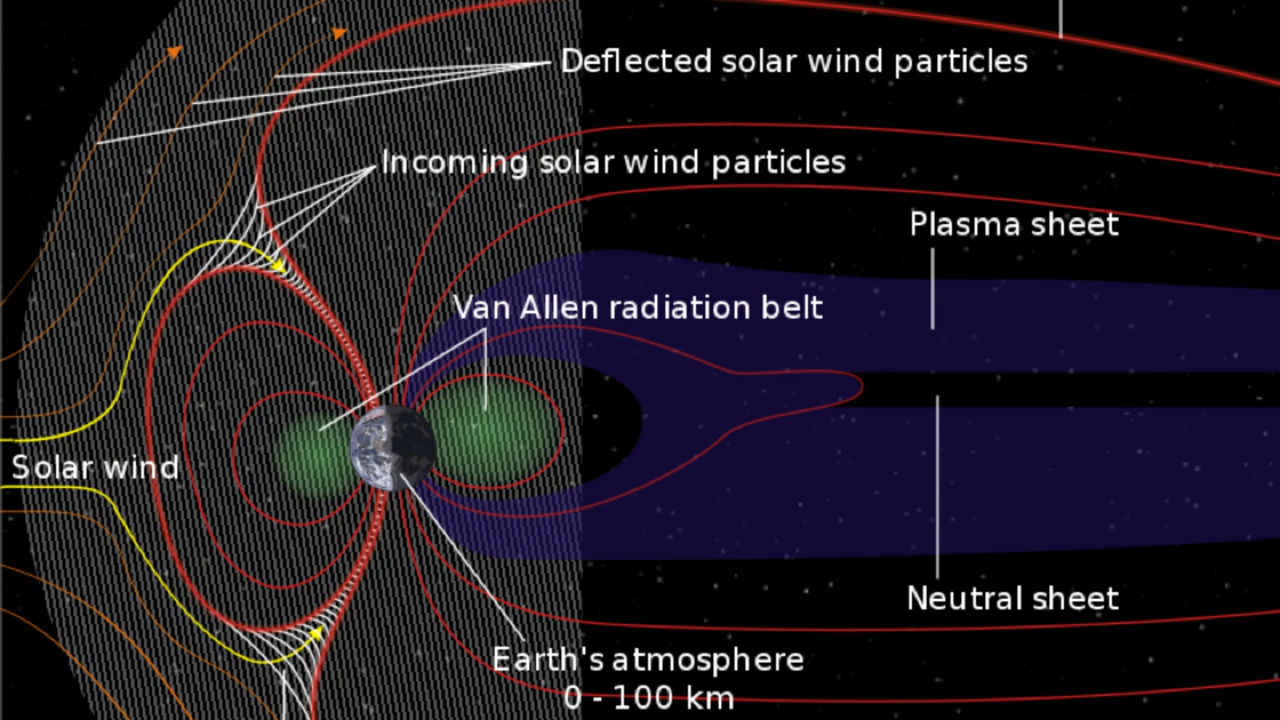 Deflected solar wind particles
Incoming solar wind particles
Plasma sheet
Van Allen radiation belt
Solar wind
Neutral sheet
Earth's atmosphere
0 - 100 km